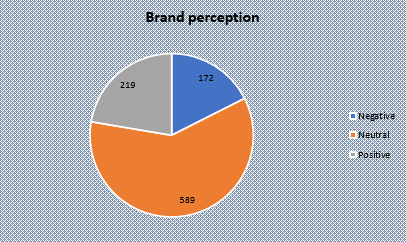 Brand perception
172
219
589
Negative
Neutral
Positive